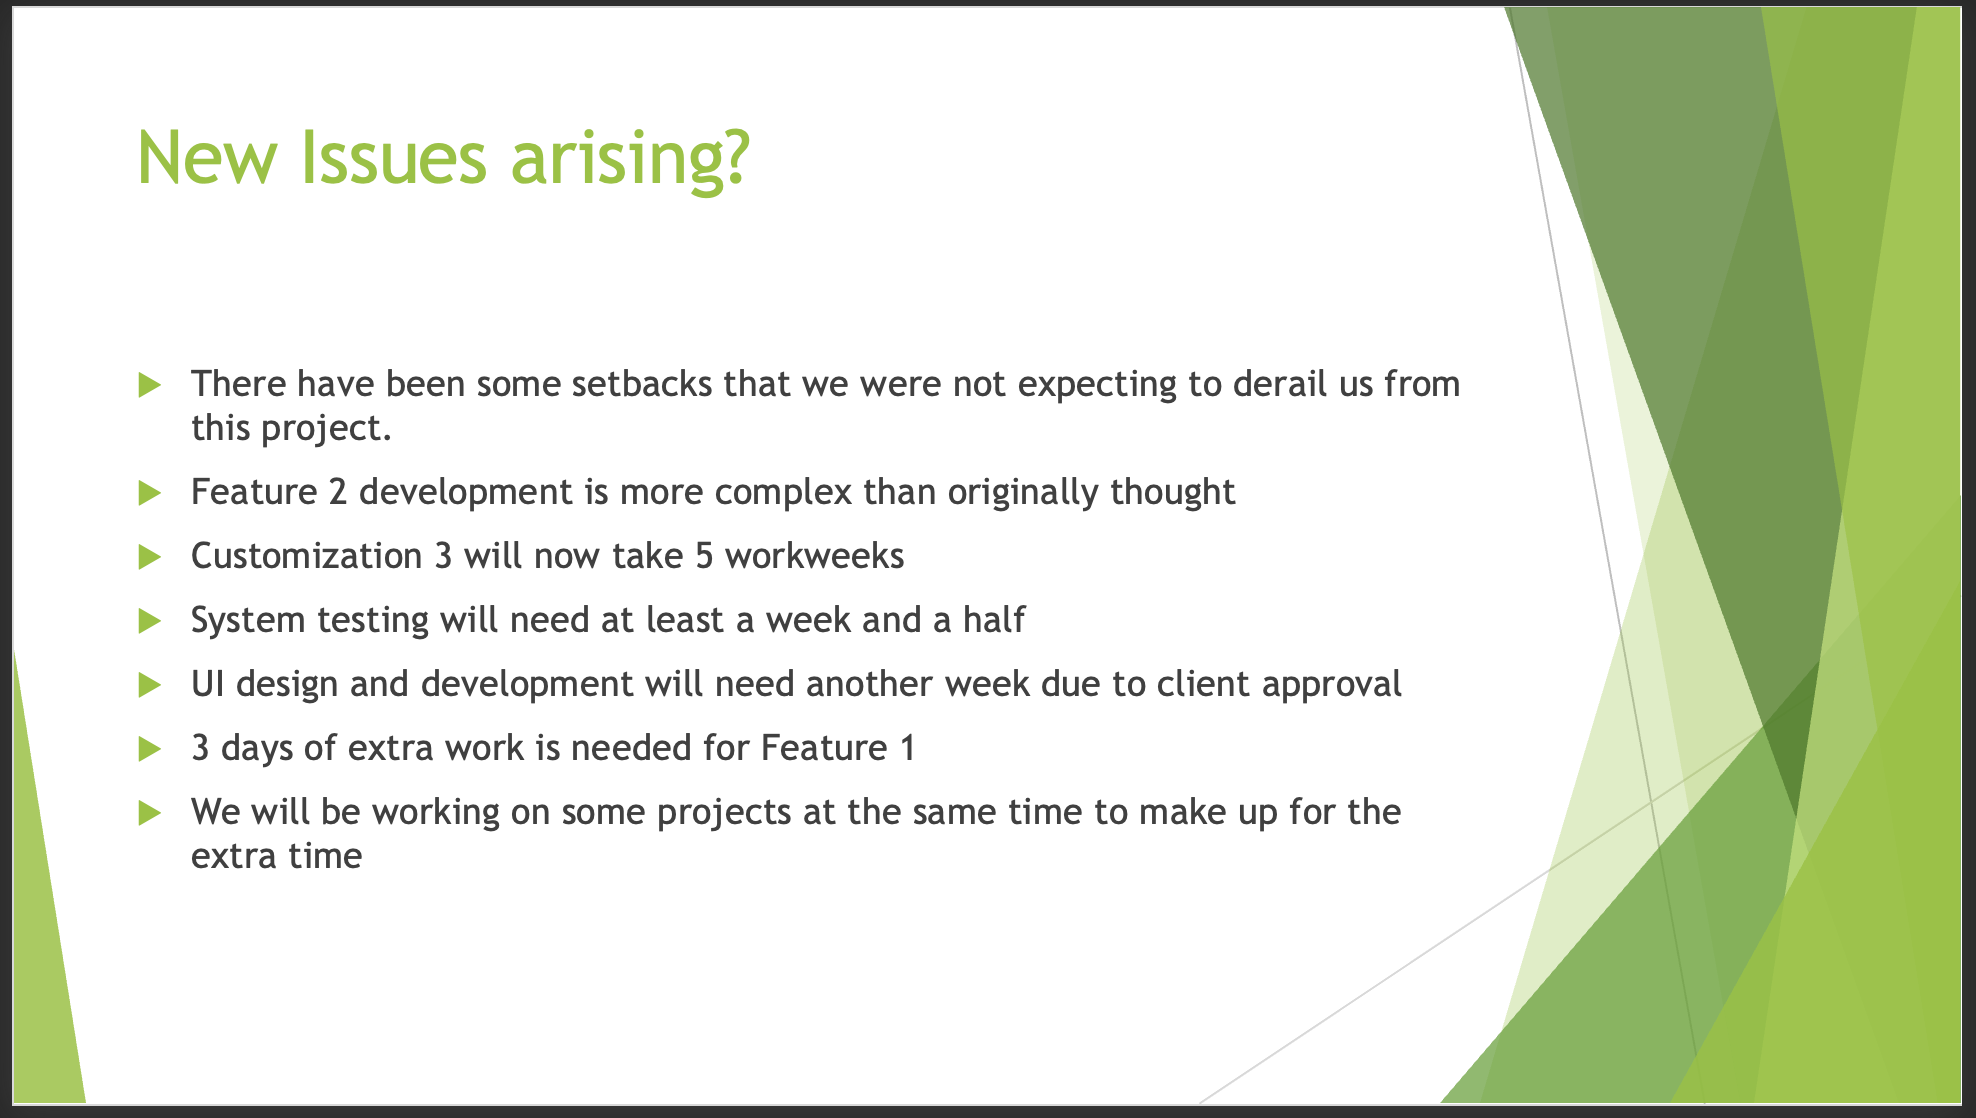 New Issues arising?
There have been some setbacks that we were not expecting to derail us from
this project.
Feature 2 development is more complex than originally thought
Customization 3 will now take 5 workweeks
System testing will need at least a week and a half
UI design and development will need another week due to client approval
3 days of extra work is needed for Feature 1
We will be working on some projects at the same time to make up for the
extra time